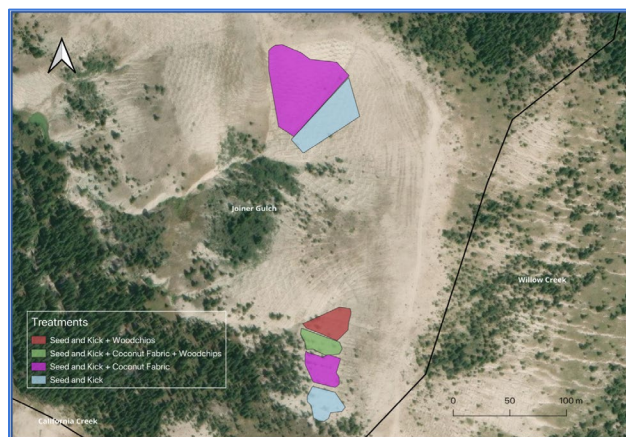 Joiner Gulch
Willow Creek
Treatments
Seed and Kick + Woodchips
Seed and Kick + Coconut Fabric + Woodchips
Seed and Kick + Coconut Fabric
Seed and Kick
0 50 100 m
California Creek